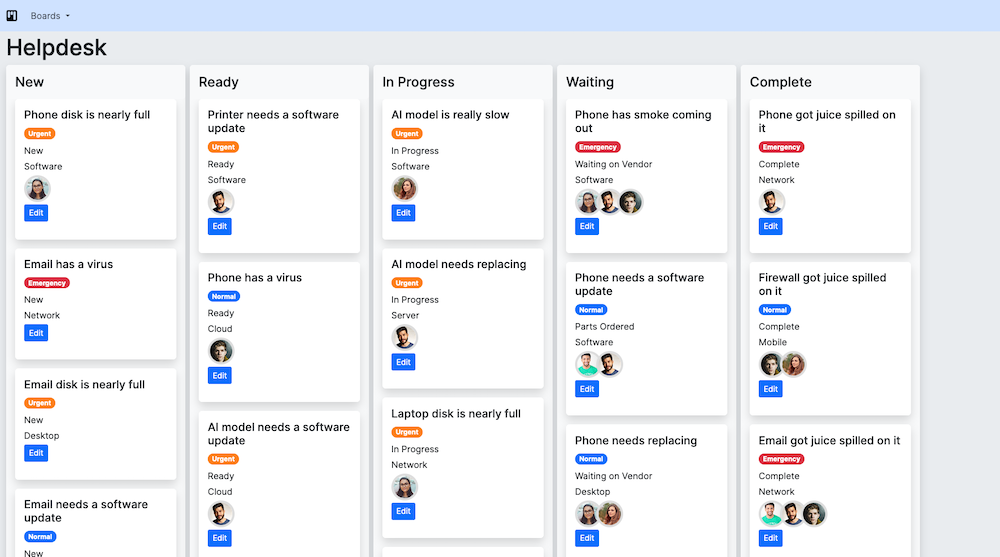 Boards
Helpdesk
New
Phone disk is nearly full
Urgent
New
Software
Edit
Email has a virus
Emergency
New
Network
Edit
Email disk is nearly full
Urgent
New
Desktop
Edit
Email needs a software
update
Normal
New
Ready
Printer needs a software
update
Urgent
Ready
Software
Edit
Phone has a virus
Normal
Ready
Cloud
Edit
AI model needs a software
update
Urgent
Ready
Cloud
Edit
In Progress
AI model is really slow
Urgent
In Progress
Software
Edit
AI model needs replacing
Urgent
In Progress
Server
Edit
Laptop disk is nearly full
Urgent
In Progress
Network
Edit
Waiting
Phone has smoke coming
out
Emergency
Waiting on Vendor
Software
Edit
Phone needs a software
update
Normal
Parts Ordered
Software
Edit
Phone needs replacing
Normal
Waiting on Vendor
Desktop
Edit
Complete
Phone got juice spilled on
it
Emergency
Complete
Network
Edit
Firewall got juice spilled
on it
Normal
Complete
Mobile
Edit
Email got juice spilled on it
Emergency
Complete
Network
Edit